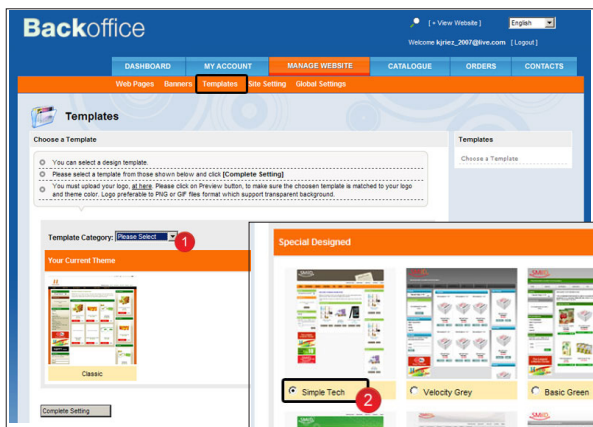 Backoffice
[ + View Website ]
English
Welcome kjriez_2007@live.com [ Logout ]
DASHBOARD MY ACCOUNT MANAGE WEBSITE CATALOGUE ORDERS CONTACTS
Web Pages Banners Templates Site Setting Global Settings
Templates
Choose a Template
You can select a design template.
Please select a template from those shown below and click [Complete Setting]
You must upload your logo, at here. Please click on Preview button, to make sure the choosen template is matched to your logo
and theme color. Logo preferable to PNG or GIF files format which support transparent background.
Templates
Choose a Template
Template Category: Please Select
1
Your Current Theme
Classic
Complete Setting
Special Designed
Simple Tech
2
Velocity Grey
Basic Green